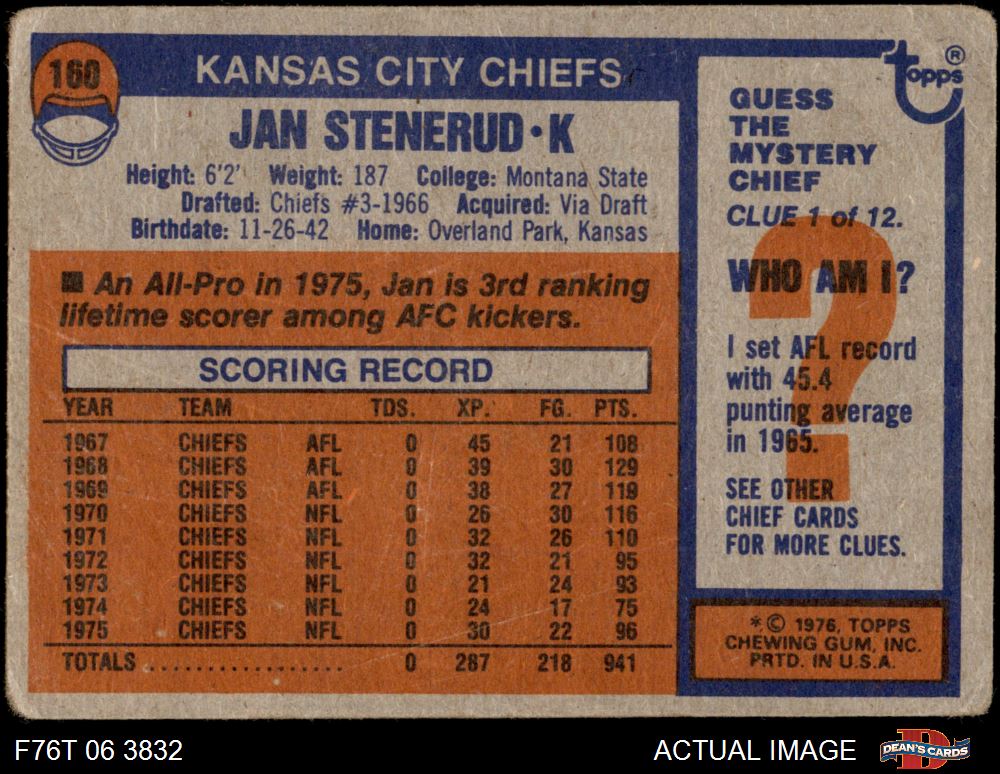 160
KANSAS CITY CHIEFS
JAN STENERUD • K
Height: 6'2' Weight: 187 College: Montana State
Drafted: Chiefs #3-1966 Acquired: Via Draft
Birthdate: 11-26-42 Home: Overland Park, Kansas
■ An All-Pro in 1975, Jan is 3rd ranking
lifetime scorer among AFC kickers.
SCORING RECORD
YEAR TEAM TDS. XP. FG. PTS.
1967 CHIEFS AFL 0 45 21 108
1968 CHIEFS AFL 0 39 30 129
1969 CHIEFS AFL 0 38 27 119
1970 CHIEFS NFL 0 26 30 116
1971 CHIEFS NFL 0 32 26 110
1972 CHIEFS NFL 0 32 21 95
1973 CHIEFS NFL 0 21 24 93
1974 CHIEFS NFL 0 24 17 75
1975 CHIEFS NFL 0 30 22 96
TOTALS .................. 0 287 218 941
topps ®
GUESS
THE
MYSTERY
CHIEF
CLUE 1 of 12.
?
WHO AM I?
I set AFL record
with 45.4
punting average
in 1965.
SEE OTHER
CHIEF CARDS
FOR MORE CLUES.
* © 1976, TOPPS
CHEWING GUM, INC.
PRTD. IN U.S.A.
F76T 06 3832 ACTUAL IMAGE D DEAN'S CARDS